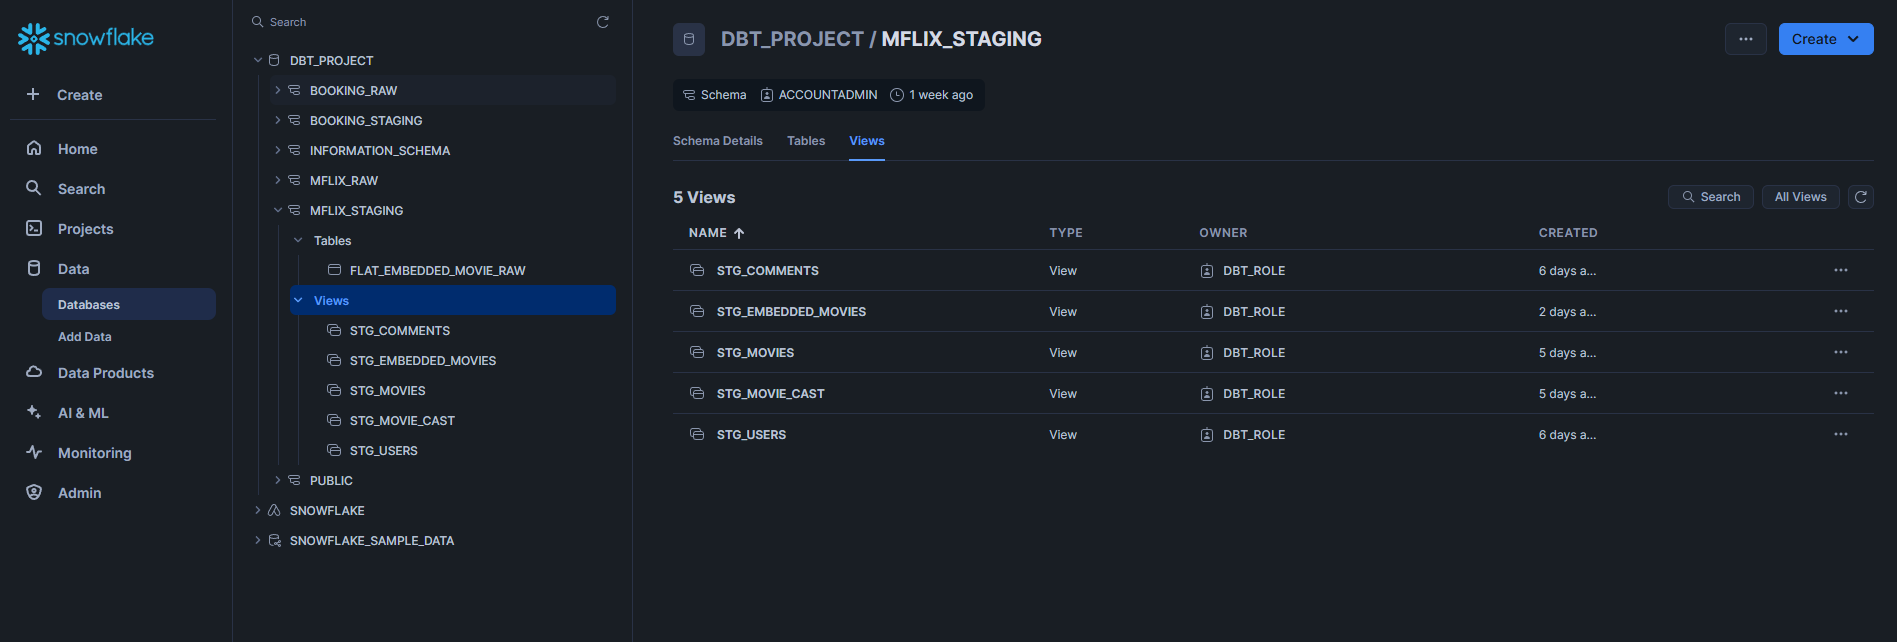 snowflake
Create
Home
Search
Projects
Data
Databases
Add Data
Data Products
AI & ML
Monitoring
Admin
Search
DBT_PROJECT
BOOKING_RAW
BOOKING_STAGING
INFORMATION_SCHEMA
MFLIX_RAW
MFLIX_STAGING
Tables
FLAT_EMBEDDED_MOVIE_RAW
Views
STG_COMMENTS
STG_EMBEDDED_MOVIES
STG_MOVIES
STG_MOVIE_CAST
STG_USERS
PUBLIC
SNOWFLAKE
SNOWFLAKE_SAMPLE_DATA
DBT_PROJECT / MFLIX_STAGING
... Create
Schema ACCOUNTADMIN 1 week ago
Schema Details Tables Views
5 Views
Search All Views
NAME TYPE OWNER CREATED
STG_COMMENTS View DBT_ROLE 6 days a... ...
STG_EMBEDDED_MOVIES View DBT_ROLE 2 days a... ...
STG_MOVIES View DBT_ROLE 5 days a... ...
STG_MOVIE_CAST View DBT_ROLE 5 days a... ...
STG_USERS View DBT_ROLE 6 days a... ...